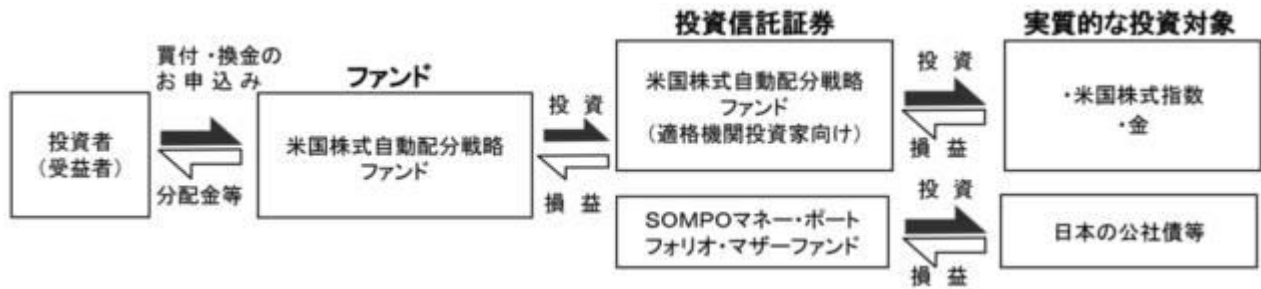 投資信託証券
実質的な投資対象
買付・換金の
お申込み
ファンド
投資者
(受益者)
分配金等
米国株式自動配分戦略
ファンド
投資
損益
米国株式自動配分戦略
ファンド
(適格機関投資家向け)
投資
損益
・米国株式指数
・金
SOMPOマネー・ポート
フォリオ・マザーファンド
投資
損益
日本の公社債等